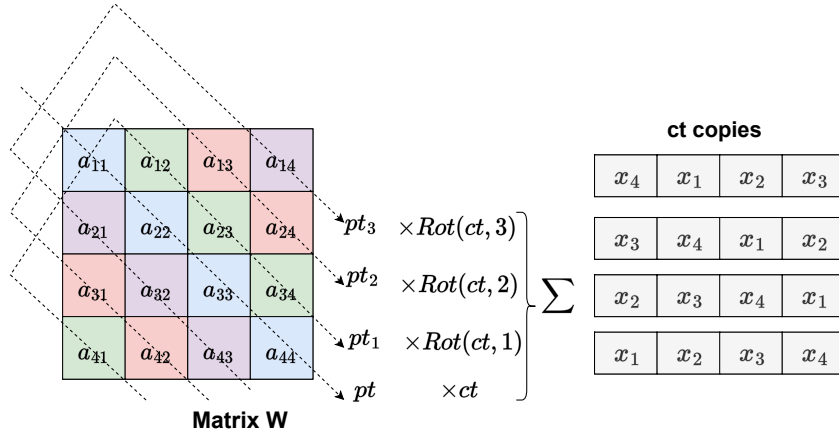 ct copies
a₁₁ a₁₂ a₁₃ a₁₄
x₄ x₁ x₂ x₃
a₂₁ a₂₂ a₂₃ a₂₄
pt₃ ×Rot(ct, 3)
x₃ x₄ x₁ x₂
a₃₁ a₃₂ a₃₃ a₃₄
pt₂ ×Rot(ct, 2)
∑
x₂ x₃ x₄ x₁
a₄₁ a₄₂ a₄₃ a₄₄
pt₁ ×Rot(ct, 1)
x₁ x₂ x₃ x₄
pt ×ct
Matrix W